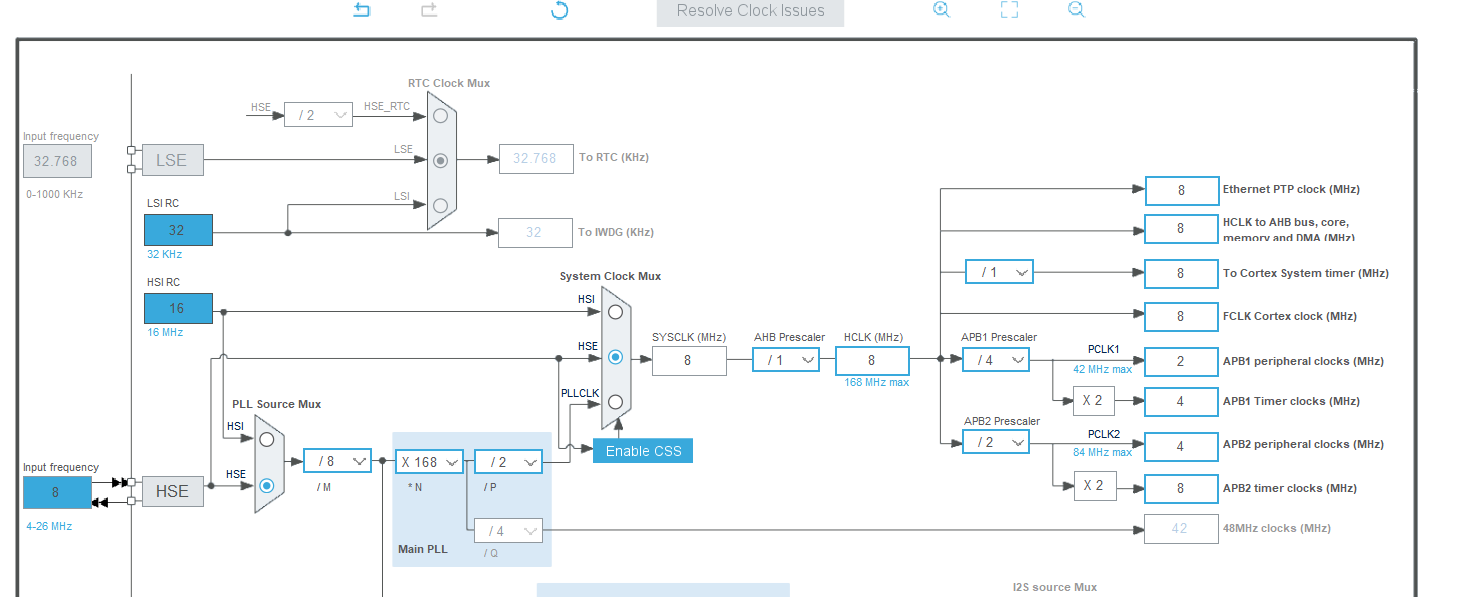 Resolve Clock Issues
RTC Clock Mux
HSE
/ 2
HSE_RTC
Input frequency
32.768
LSE
LSE
32.768
To RTC (KHz)
0-1000 KHz
LSI RC
LSI
32
32
To IWDG (KHz)
32 KHz
HSI RC
16
16 MHz
System Clock Mux
HSI
HSE
PLLCLK
SYSCLK (MHz)
8
AHB Prescaler
/ 1
HCLK (MHz)
8
168 MHz max
Enable CSS
8
Ethernet PTP clock (MHz)
8
HCLK to AHB bus, core,
memory and DMA (MHz)
/ 1
8
To Cortex System timer (MHz)
8
FCLK Cortex clock (MHz)
APB1 Prescaler
/ 4
PCLK1
42 MHz max
2
APB1 peripheral clocks (MHz)
X 2
4
APB1 Timer clocks (MHz)
APB2 Prescaler
/ 2
PCLK2
84 MHz max
4
APB2 peripheral clocks (MHz)
X 2
8
APB2 timer clocks (MHz)
42
48MHz clocks (MHz)
PLL Source Mux
HSI
HSE
Input frequency
8
HSE
4-26 MHz
/ 8
/ M
X 168
* N
/ 2
/ P
/ 4
/ Q
Main PLL
I2S source Mux